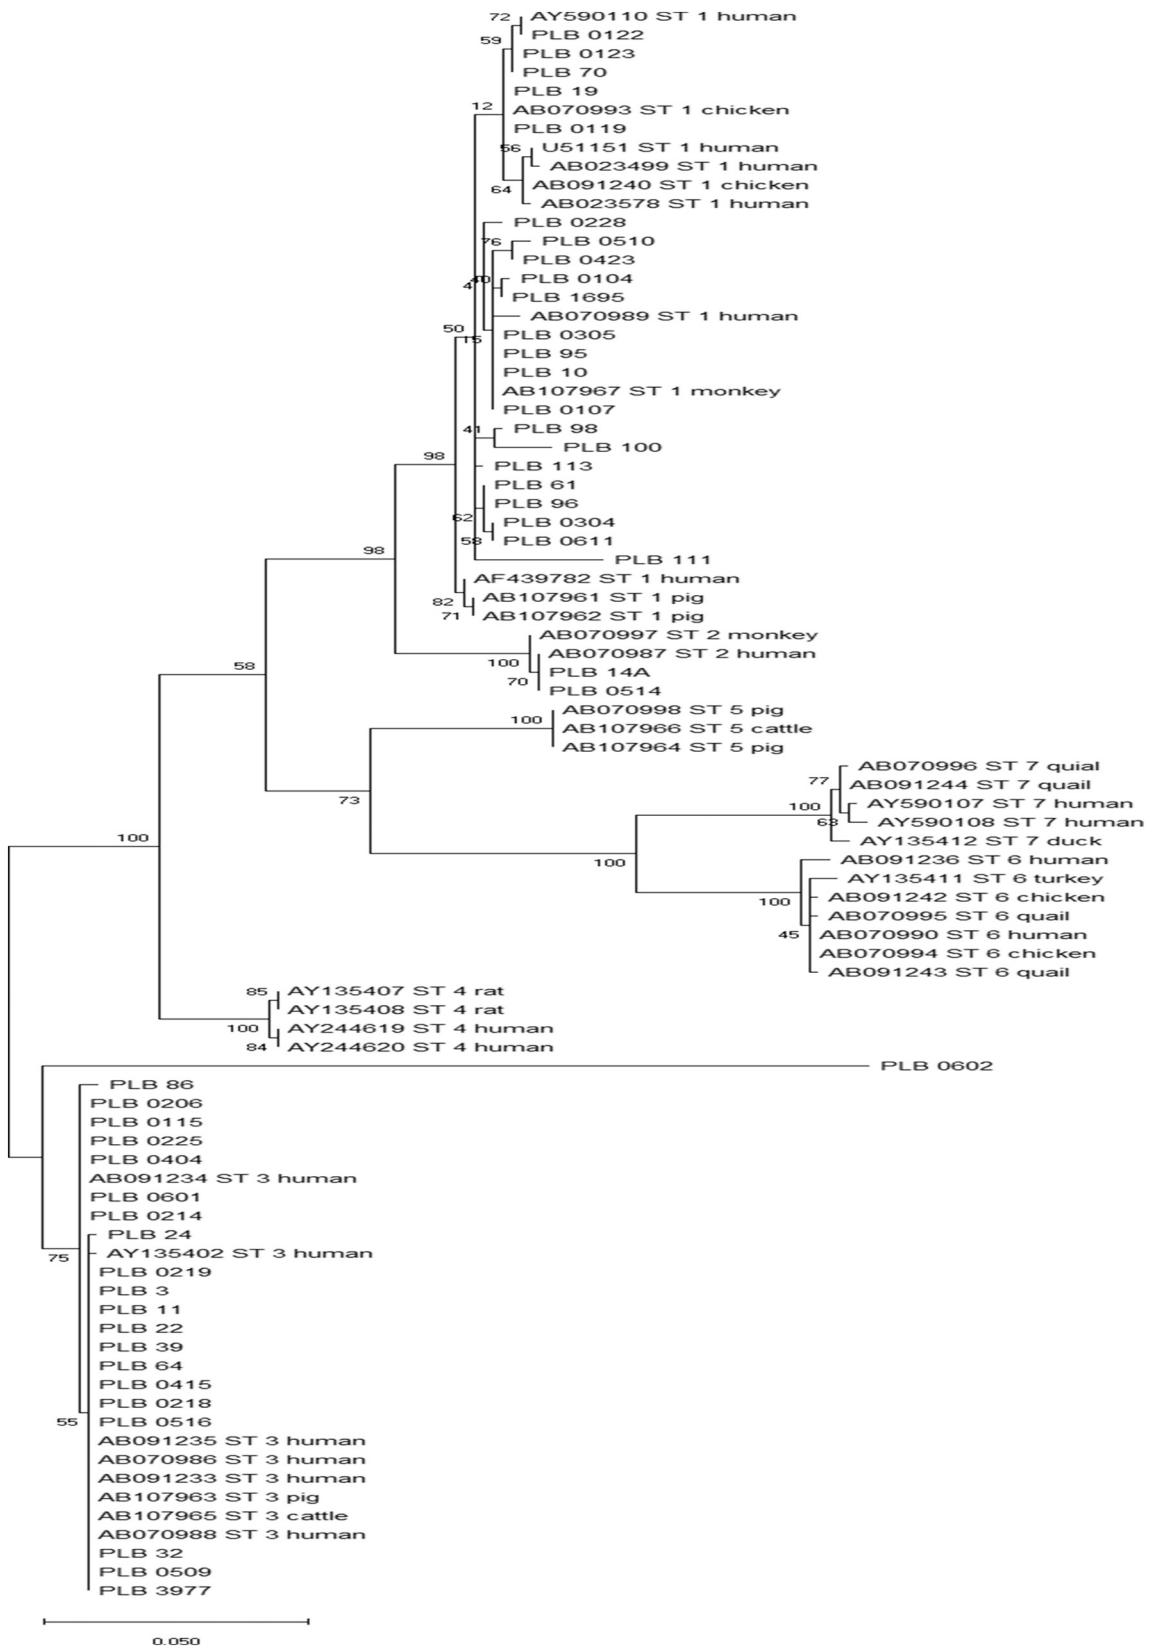 72 AY590110 ST 1 human
PLB 0122
59
PLB 0123
PLB 70
PLB 19
12 AB070993 ST 1 chicken
PLB 0119
56 U51151 ST 1 human
AB023499 ST 1 human
64 AB091240 ST 1 chicken
AB023578 ST 1 human
PLB 0228
76 PLB 0510
PLB 0423
PLB 0104
4
PLB 1695
AB070989 ST 1 human
50
15 PLB 0305
PLB 95
PLB 10
AB107967 ST 1 monkey
PLB 0107
41 PLB 98
PLB 100
98
PLB 113
PLB 61
PLB 96
62 PLB 0304
58 PLB 0611
98
PLB 111
AF439782 ST 1 human
82 AB107961 ST 1 pig
71 AB107962 ST 1 pig
AB070997 ST 2 monkey
100 AB070987 ST 2 human
58
70 PLB 14A
PLB 0514
AB070998 ST 5 pig
100 AB107966 ST 5 cattle
AB107964 ST 5 pig
AB070996 ST 7 quial
77 AB091244 ST 7 quail
73
100 AY590107 ST 7 human
63 AY590108 ST 7 human
AY135412 ST 7 duck
100
100 AB091236 ST 6 human
AY135411 ST 6 turkey
100 AB091242 ST 6 chicken
AB070995 ST 6 quail
45 AB070990 ST 6 human
AB070994 ST 6 chicken
AB091243 ST 6 quail
85 AY135407 ST 4 rat
AY135408 ST 4 rat
100 AY244619 ST 4 human
84 AY244620 ST 4 human
PLB 0602
PLB 86
PLB 0206
PLB 0115
PLB 0225
PLB 0404
AB091234 ST 3 human
PLB 0601
PLB 0214
PLB 24
75 AY135402 ST 3 human
PLB 0219
PLB 3
PLB 11
PLB 22
PLB 39
PLB 64
PLB 0415
PLB 0218
55 PLB 0516
AB091235 ST 3 human
AB070986 ST 3 human
AB091233 ST 3 human
AB107963 ST 3 pig
AB107965 ST 3 cattle
AB070988 ST 3 human
PLB 32
PLB 0509
PLB 3977
0.050